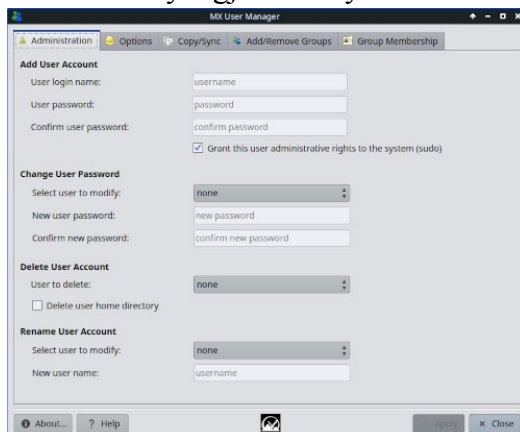 MX User Manager
Administration Options Copy/Sync Add/Remove Groups Group Membership
Add User Account
User login name: username
User password: password
Confirm user password: confirm password
Grant this user administrative rights to the system (sudo)
Change User Password
Select user to modify: none
New user password: new password
Confirm new password: confirm new password
Delete User Account
User to delete: none
Delete user home directory
Rename User Account
Select user to modify: none
New user name: username
About... ? Help Apply × Close